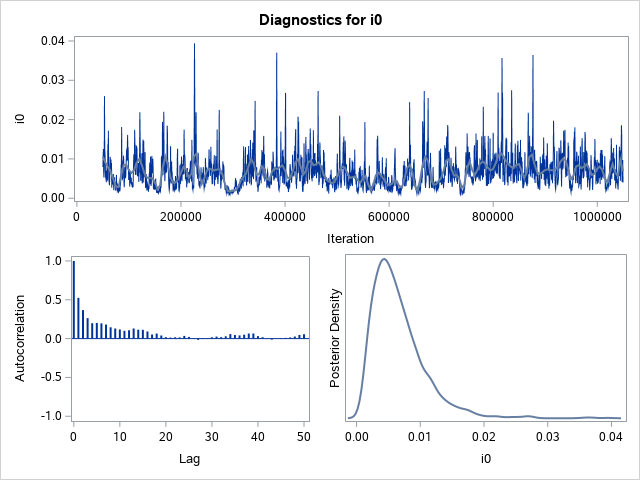 Diagnostics for i0
0.04
0.03
0.02
0.01
0.00
i0
0 200000 400000 600000 800000 1000000
Iteration
1.0
0.5
0.0
-0.5
-1.0
Autocorrelation
0 10 20 30 40 50
Lag
Posterior Density
0.00 0.01 0.02 0.03 0.04
i0